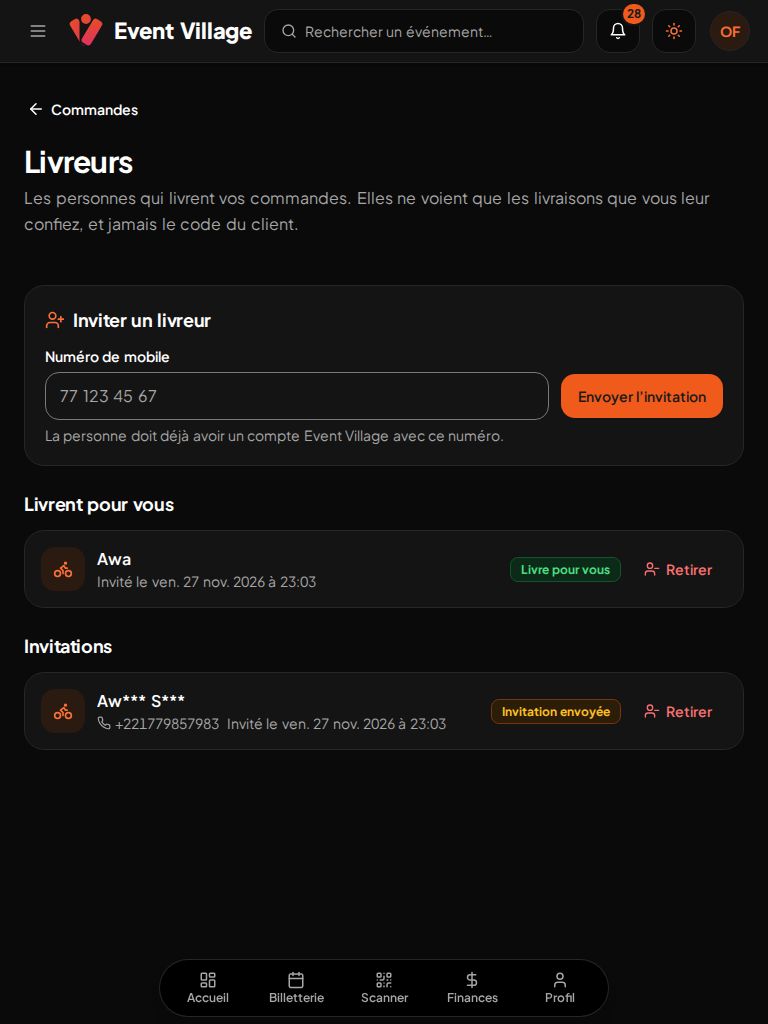 Event Village
Rechercher un événement...
28
OF
Commandes
Livreurs
Les personnes qui livrent vos commandes. Elles ne voient que les livraisons que vous leur
confiez, et jamais le code du client.
Inviter un livreur
Numéro de mobile
77 123 45 67
Envoyer l'invitation
La personne doit déjà avoir un compte Event Village avec ce numéro.
Livrent pour vous
Awa
Invité le ven. 27 nov. 2026 à 23:03
Livre pour vous
Retirer
Invitations
Aw*** S***
+221779857983 Invité le ven. 27 nov. 2026 à 23:03
Invitation envoyée
Retirer
Accueil
Billetterie
Scanner
Finances
Profil